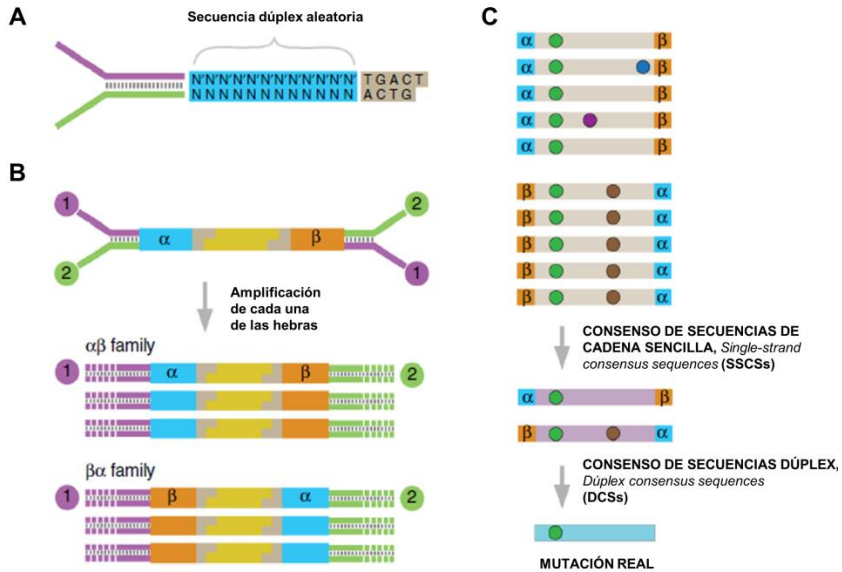 A
Secuencia dúplex aleatoria
N'N'N'N'N'N'N'N'N'N'N'N' TGACT
NNNNNNNNNNNN ACTG
B
1 2
α β
2 1
Amplificación
de cada una
de las hebras
αβ family
1 α β 2
βα family
1 β α 2
C
α β
α β
α β
α β
α β
β α
β α
β α
β α
β α
CONSENSO DE SECUENCIAS DE
CADENA SENCILLA, Single-strand
consensus sequences (SSCSs)
α β
β α
CONSENSO DE SECUENCIAS DÚPLEX,
Dúplex consensus sequences
(DCSs)
MUTACIÓN REAL